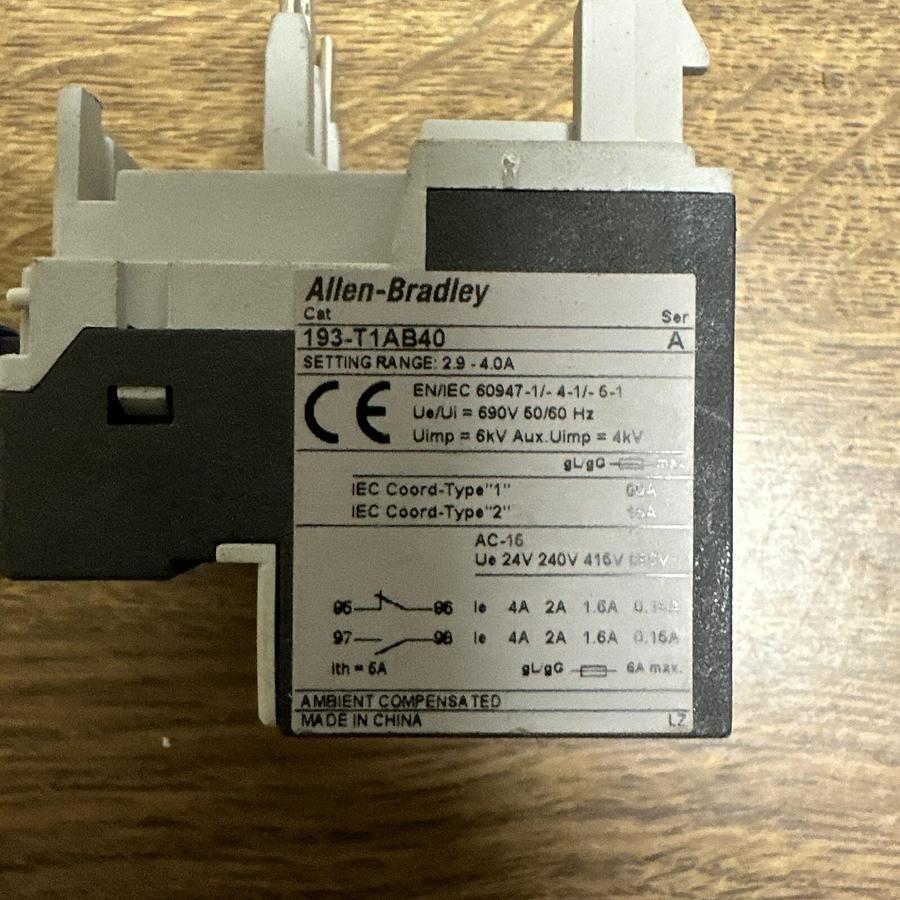 Allen-Bradley
Cat Ser
193-T1AB40 A
SETTING RANGE: 2.9 - 4.0A
CE EN/IEC 60947-1/- 4-1/- 5-1
Ue/Ui = 690V 50/60 Hz
Uimp = 6kV Aux.Uimp = 4kV
gL/gG max.
IEC Coord-Type"1"
IEC Coord-Type"2"
AC-15
Ue 24V 240V 415V
95 96 Ie 4A 2A 1.6A
97 98 Ie 4A 2A 1.6A 0.15A
Ith = 5A gL/gG 6A max.
AMBIENT COMPENSATED
MADE IN CHINA LZ